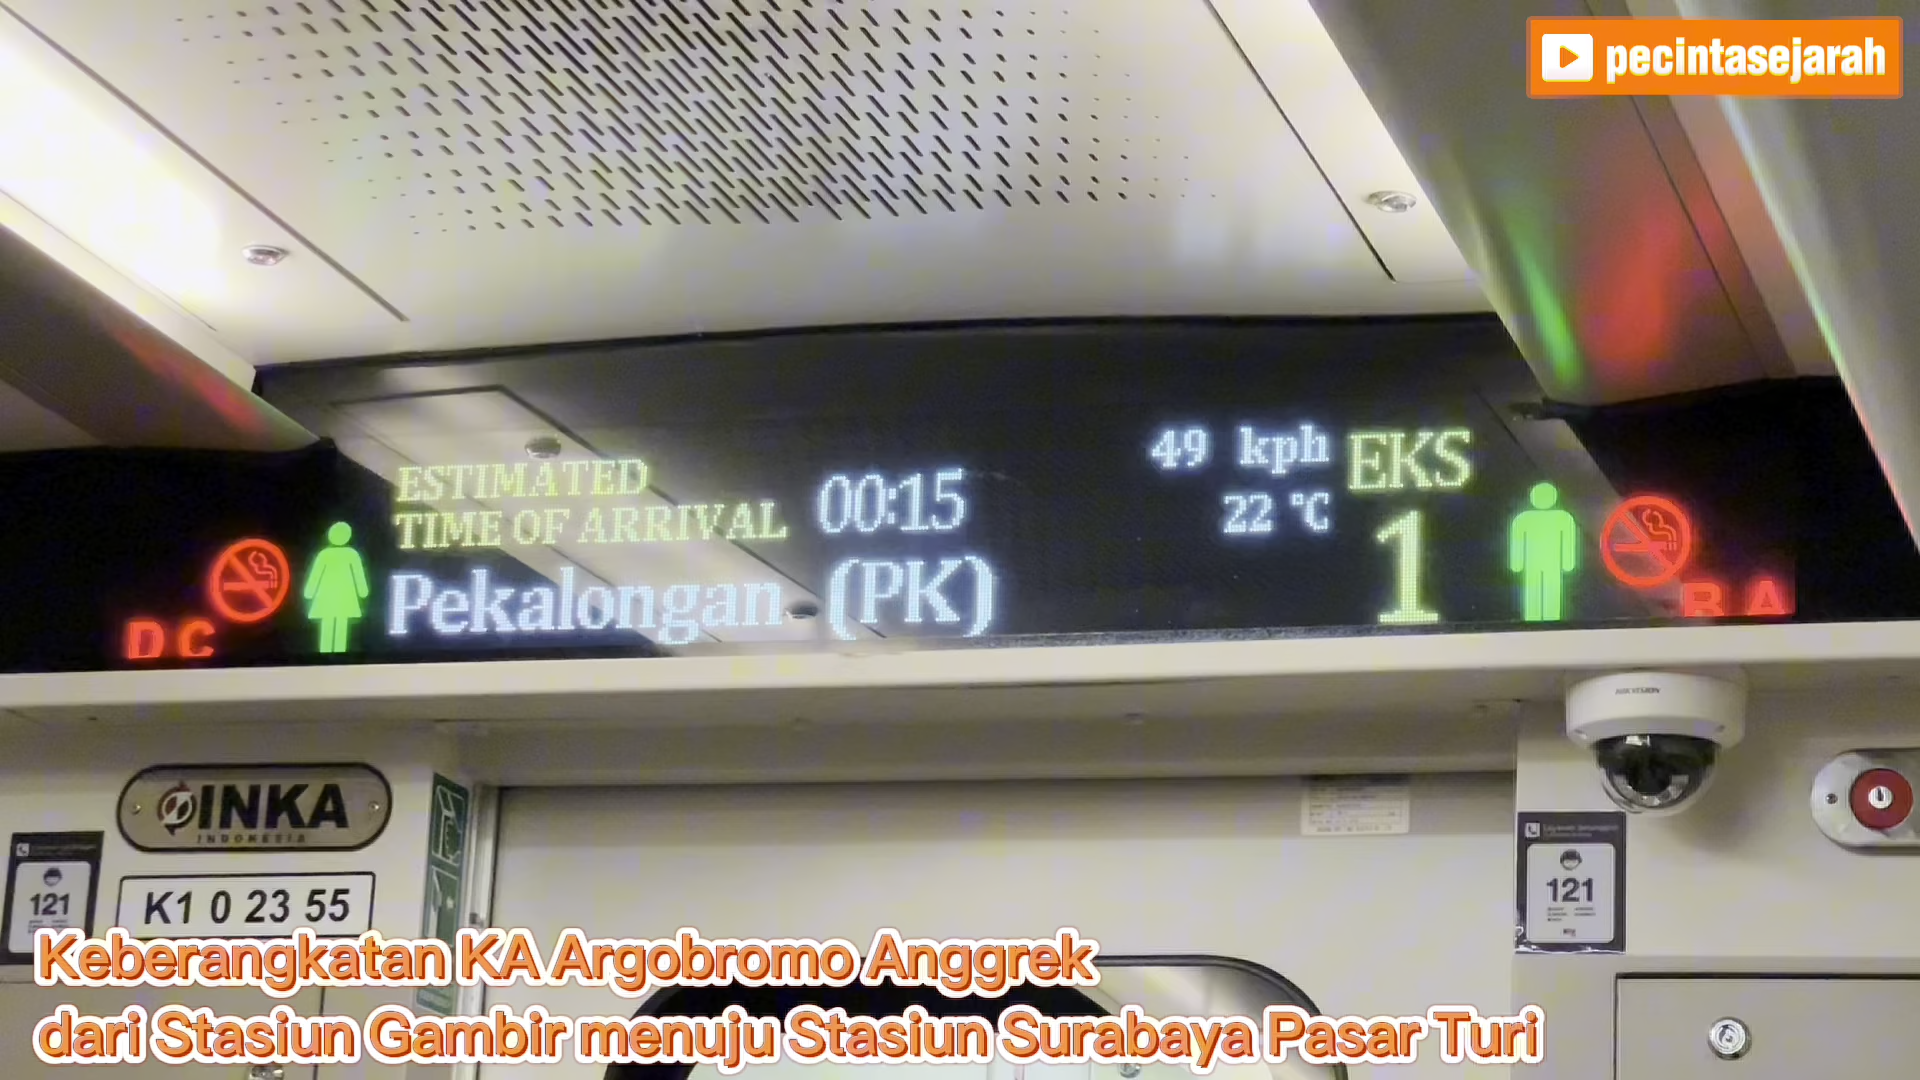 pecintasejarah
ESTIMATED
TIME OF ARRIVAL
00:15
Pekalongan (PK)
49 kph
22 °C
EKS
1
D C
B A
HIKVISION
INKA
INDONESIA
K1 0 23 55
121
121
Keberangkatan KA Argobromo Anggrek
dari Stasiun Gambir menuju Stasiun Surabaya Pasar Turi